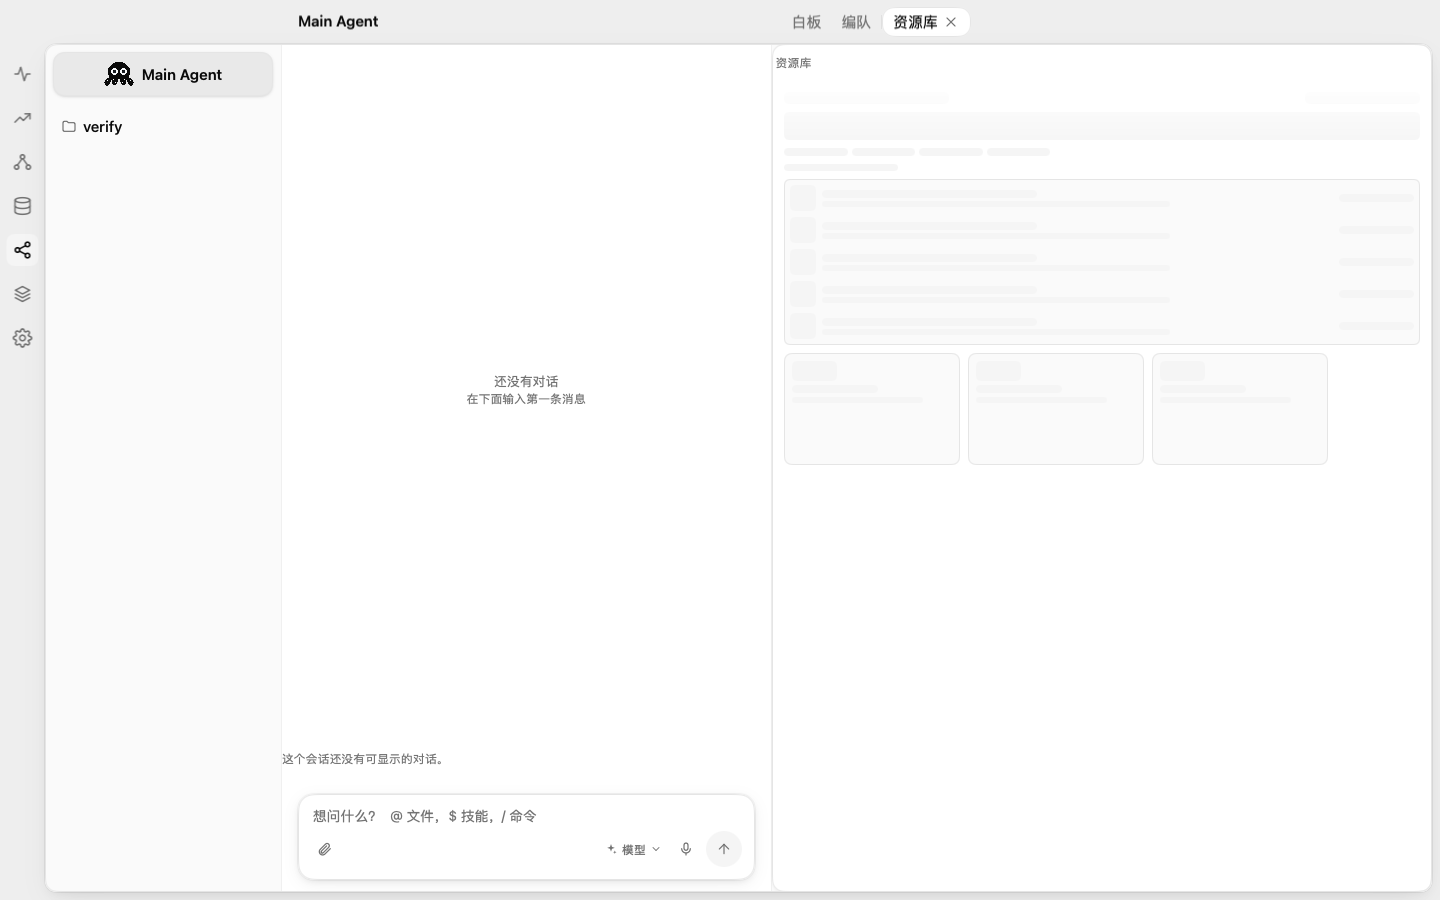 Main Agent
白板
编队
资源库
Main Agent
verify
资源库
还没有对话
在下面输入第一条消息
这个会话还没有可显示的对话。
想问什么? @ 文件, $ 技能, / 命令
模型